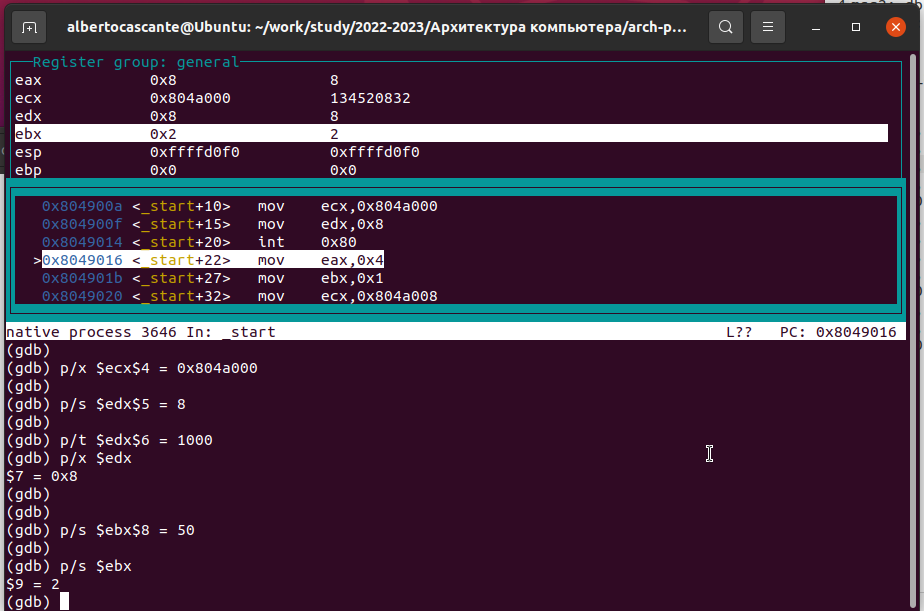 albertocascante@Ubuntu: ~/work/study/2022-2023/Архитектура компьютера/arch-p...
Register group: general
eax 0x8 8
ecx 0x804a000 134520832
edx 0x8 8
ebx 0x2 2
esp 0xffffd0f0 0xffffd0f0
ebp 0x0 0x0
0x804900a <_start+10> mov ecx,0x804a000
0x804900f <_start+15> mov edx,0x8
0x8049014 <_start+20> int 0x80
>0x8049016 <_start+22> mov eax,0x4
0x804901b <_start+27> mov ebx,0x1
0x8049020 <_start+32> mov ecx,0x804a008
native process 3646 In: _start L?? PC: 0x8049016
(gdb)
(gdb) p/x $ecx$4 = 0x804a000
(gdb)
(gdb) p/s $edx$5 = 8
(gdb)
(gdb) p/t $edx$6 = 1000
(gdb) p/x $edx
$7 = 0x8
(gdb)
(gdb)
(gdb) p/s $ebx$8 = 50
(gdb)
(gdb) p/s $ebx
$9 = 2
(gdb)